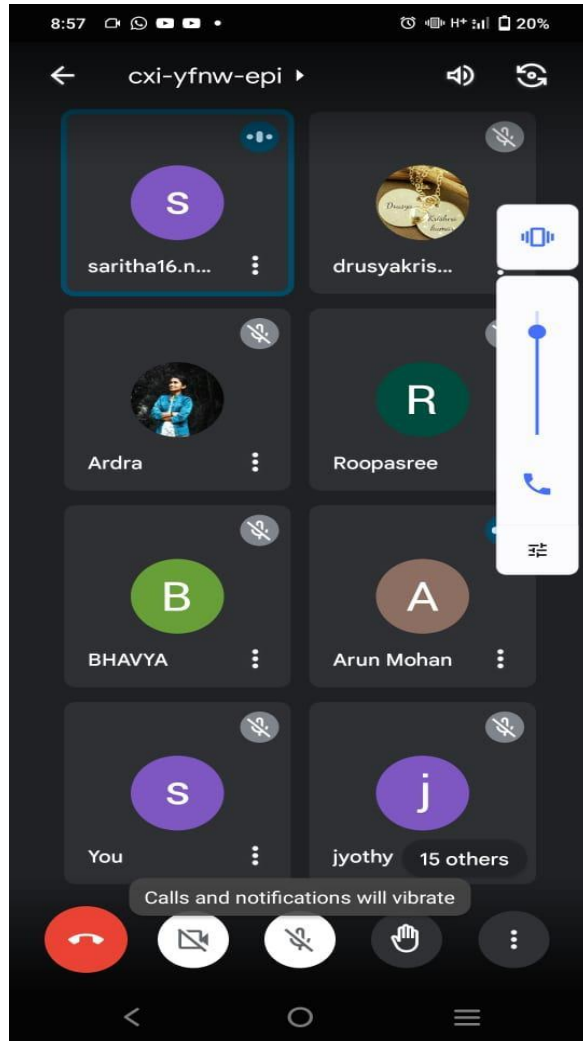 8:57 H+ 20%
cxi-yfnw-epi
s
saritha16.n...
Drusya Krishna kumar
drusyakris...
Ardra
R
Roopasree
B
BHAVYA
A
Arun Mohan
s
You
j
jyothy 15 others
Calls and notifications will vibrate